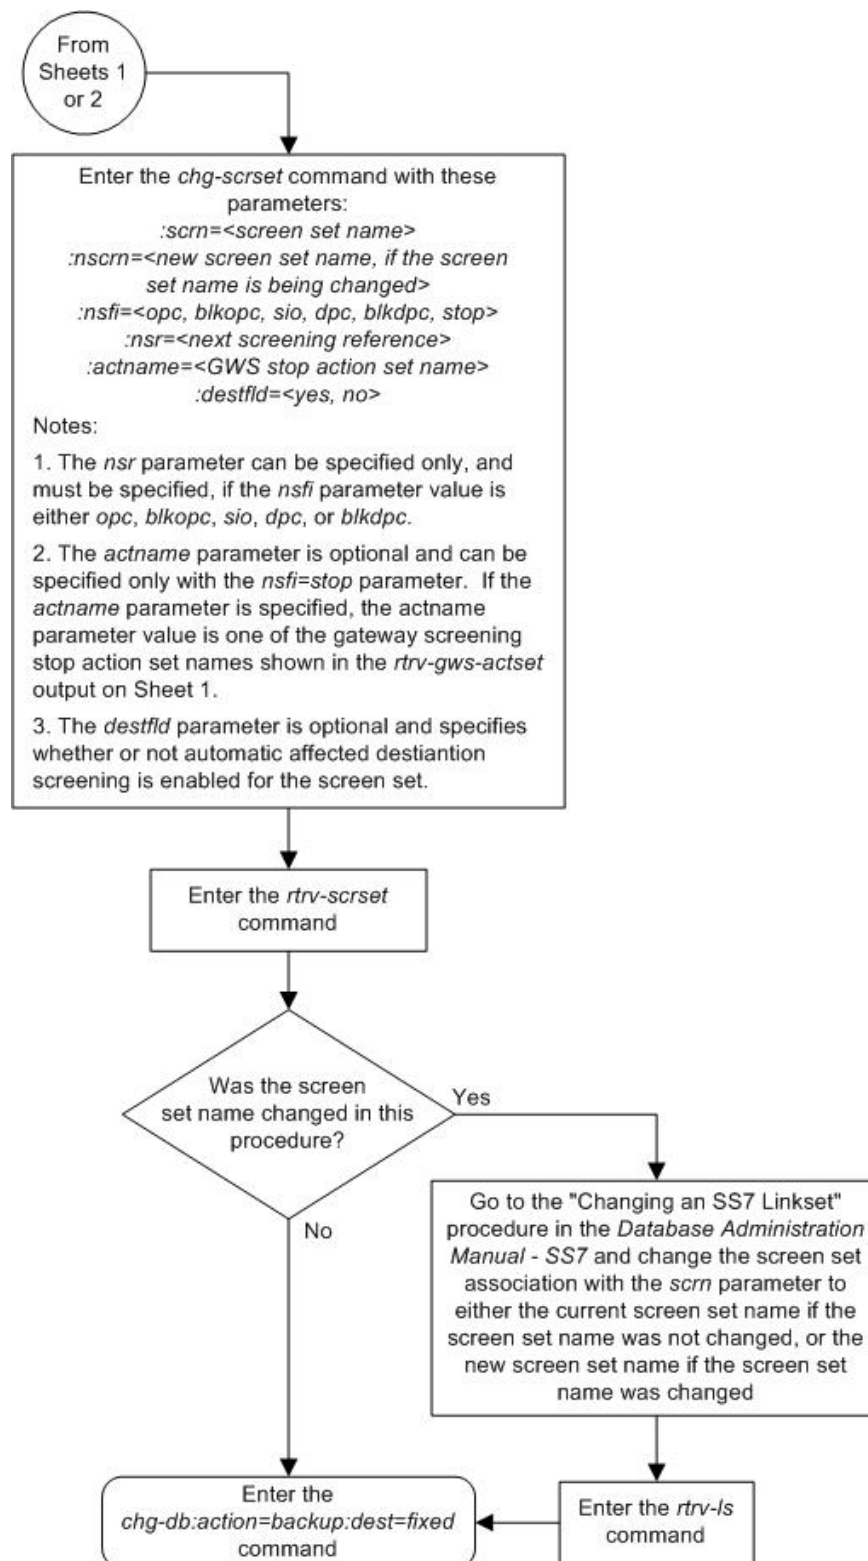 From
Sheets 1
or 2
Enter the chg-scrset command with these
parameters:
:scrn=<screen set name>
:nscrn=<new screen set name, if the screen
set name is being changed>
:nsfi=<opc, blkopc, sio, dpc, blkdpc, stop>
:nsr=<next screening reference>
:actname=<GWS stop action set name>
:destfld=<yes, no>
Notes:
1. The nsr parameter can be specified only, and
must be specified, if the nsfi parameter value is
either opc, blkopc, sio, dpc, or blkdpc.
2. The actname parameter is optional and can be
specified only with the nsfi=stop parameter. If the
actname parameter is specified, the actname
parameter value is one of the gateway screening
stop action set names shown in the rtrv-gws-actset
output on Sheet 1.
3. The destfld parameter is optional and specifies
whether or not automatic affected destiantion
screening is enabled for the screen set.
Enter the rtrv-scrset
command
Was the screen
set name changed in this
procedure?
Yes
No
Go to the "Changing an SS7 Linkset"
procedure in the Database Administration
Manual - SS7 and change the screen set
association with the scrn parameter to
either the current screen set name if the
screen set name was not changed, or the
new screen set name if the screen set
name was changed
Enter the
chg-db:action=backup:dest=fixed
command
Enter the rtrv-ls
command